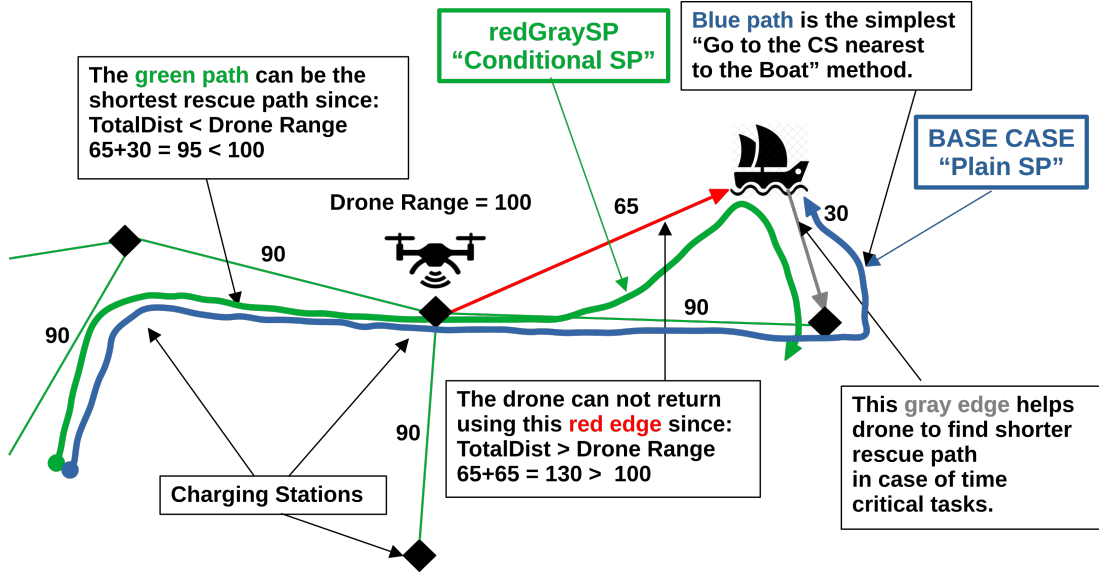 redGraySP
“Conditional SP”
Blue path is the simplest
“Go to the CS nearest
to the Boat” method.
The green path can be the
shortest rescue path since:
TotalDist < Drone Range
65+30 = 95 < 100
BASE CASE
“Plain SP”
Drone Range = 100
65
30
90
90
90
90
The drone can not return
using this red edge since:
TotalDist > Drone Range
65+65 = 130 >  100
This gray edge helps
drone to find shorter
rescue path
in case of time
critical tasks.
Charging Stations